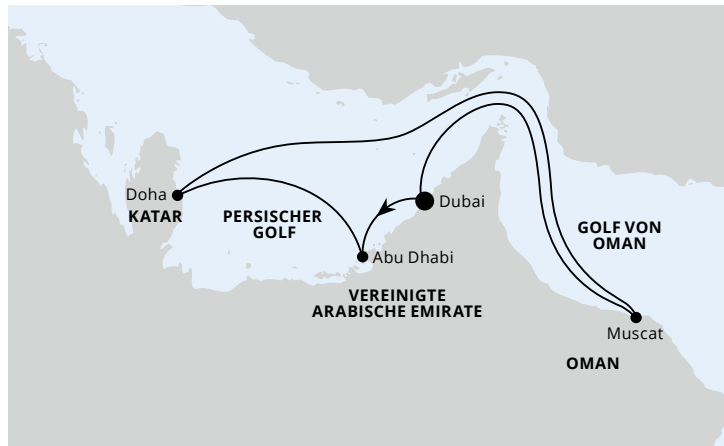 Doha
KATAR
PERSISCHER
GOLF
Dubai
Abu Dhabi
GOLF VON
OMAN
VEREINIGTE
ARABISCHE EMIRATE
Muscat
OMAN